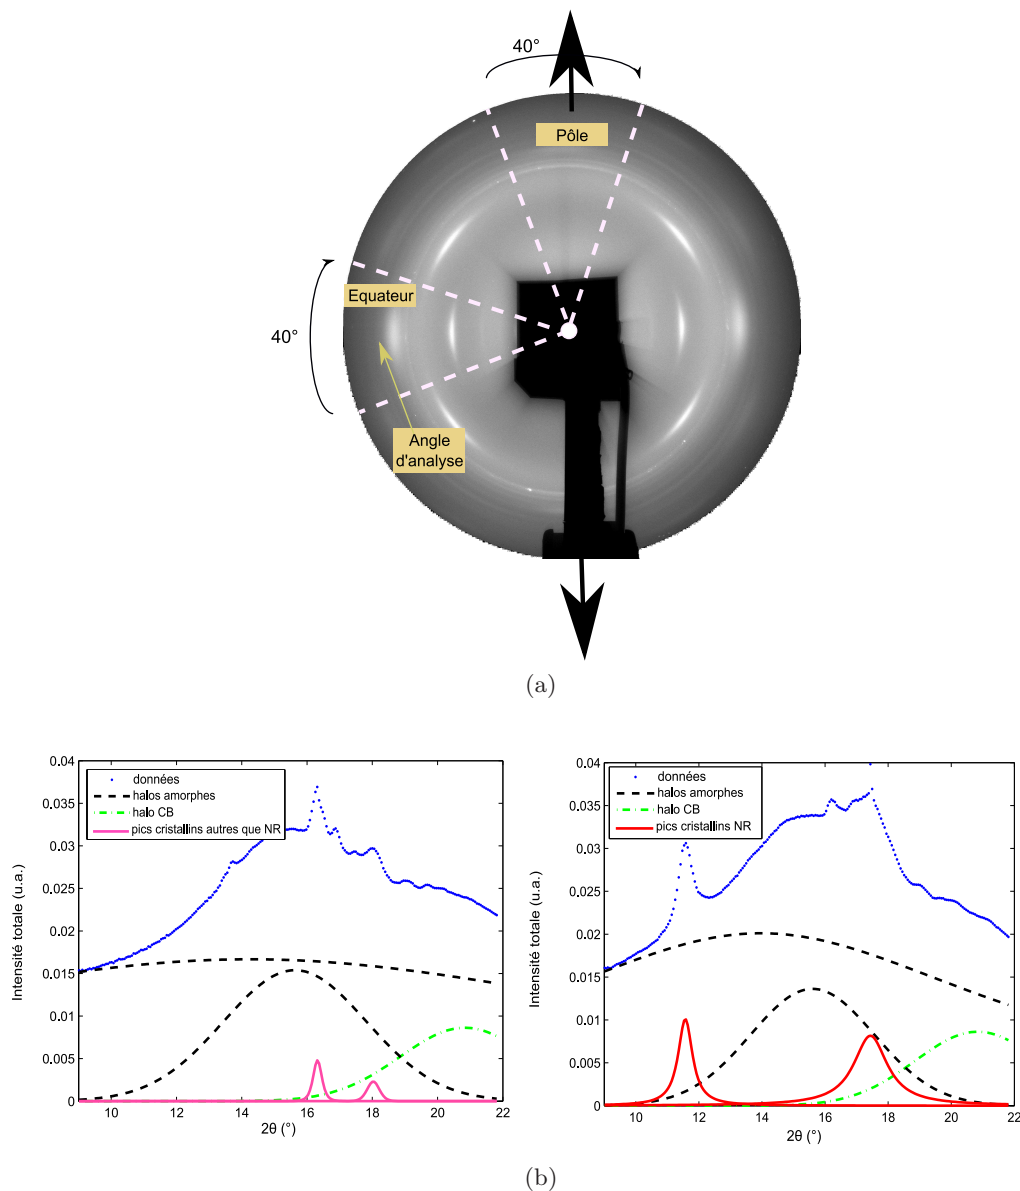 40°
Pôle
Equateur
40°
Angle
d'analyse
(a)
0.04
0.035
0.03
0.025
0.02
0.015
0.01
0.005
0
Intensité totale (u.a.)
données
halos amorphes
halo CB
pics cristallins autres que NR
10 12 14 16 18 20 22
2θ (°)
0.04
0.035
0.03
0.025
0.02
0.015
0.01
0.005
0
Intensité totale (u.a.)
données
halos amorphes
halo CB
pics cristallins NR
10 12 14 16 18 20 22
2θ (°)
(b)